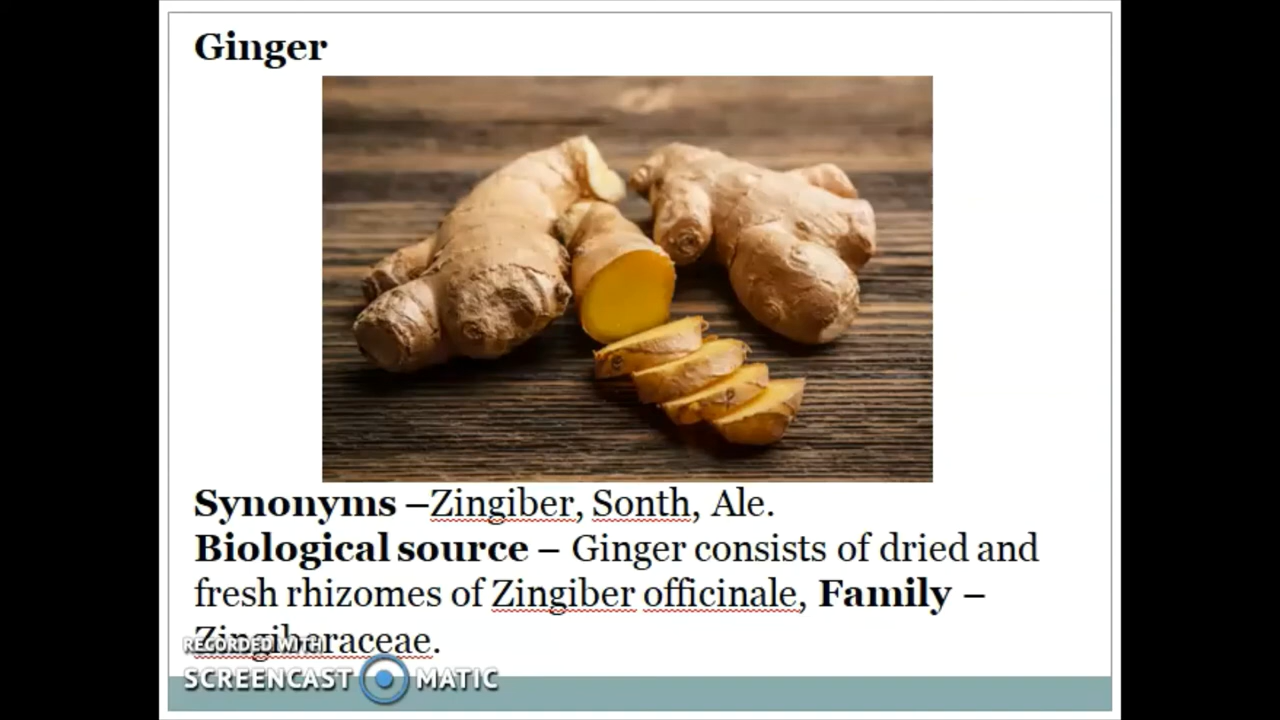 Ginger
Synonyms –Zingiber, Sonth, Ale.
Biological source – Ginger consists of dried and
fresh rhizomes of Zingiber officinale, Family –
Zingiberaceae.
RECORDED WITH
SCREENCAST MATIC